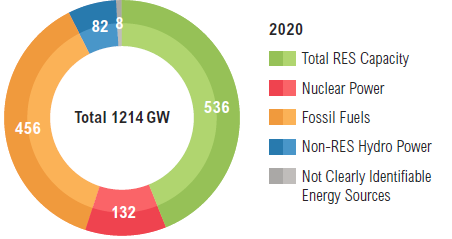 82 8
536
456
132
Total 1214 GW
2020
Total RES Capacity
Nuclear Power
Fossil Fuels
Non-RES Hydro Power
Not Clearly Identifiable
Energy Sources